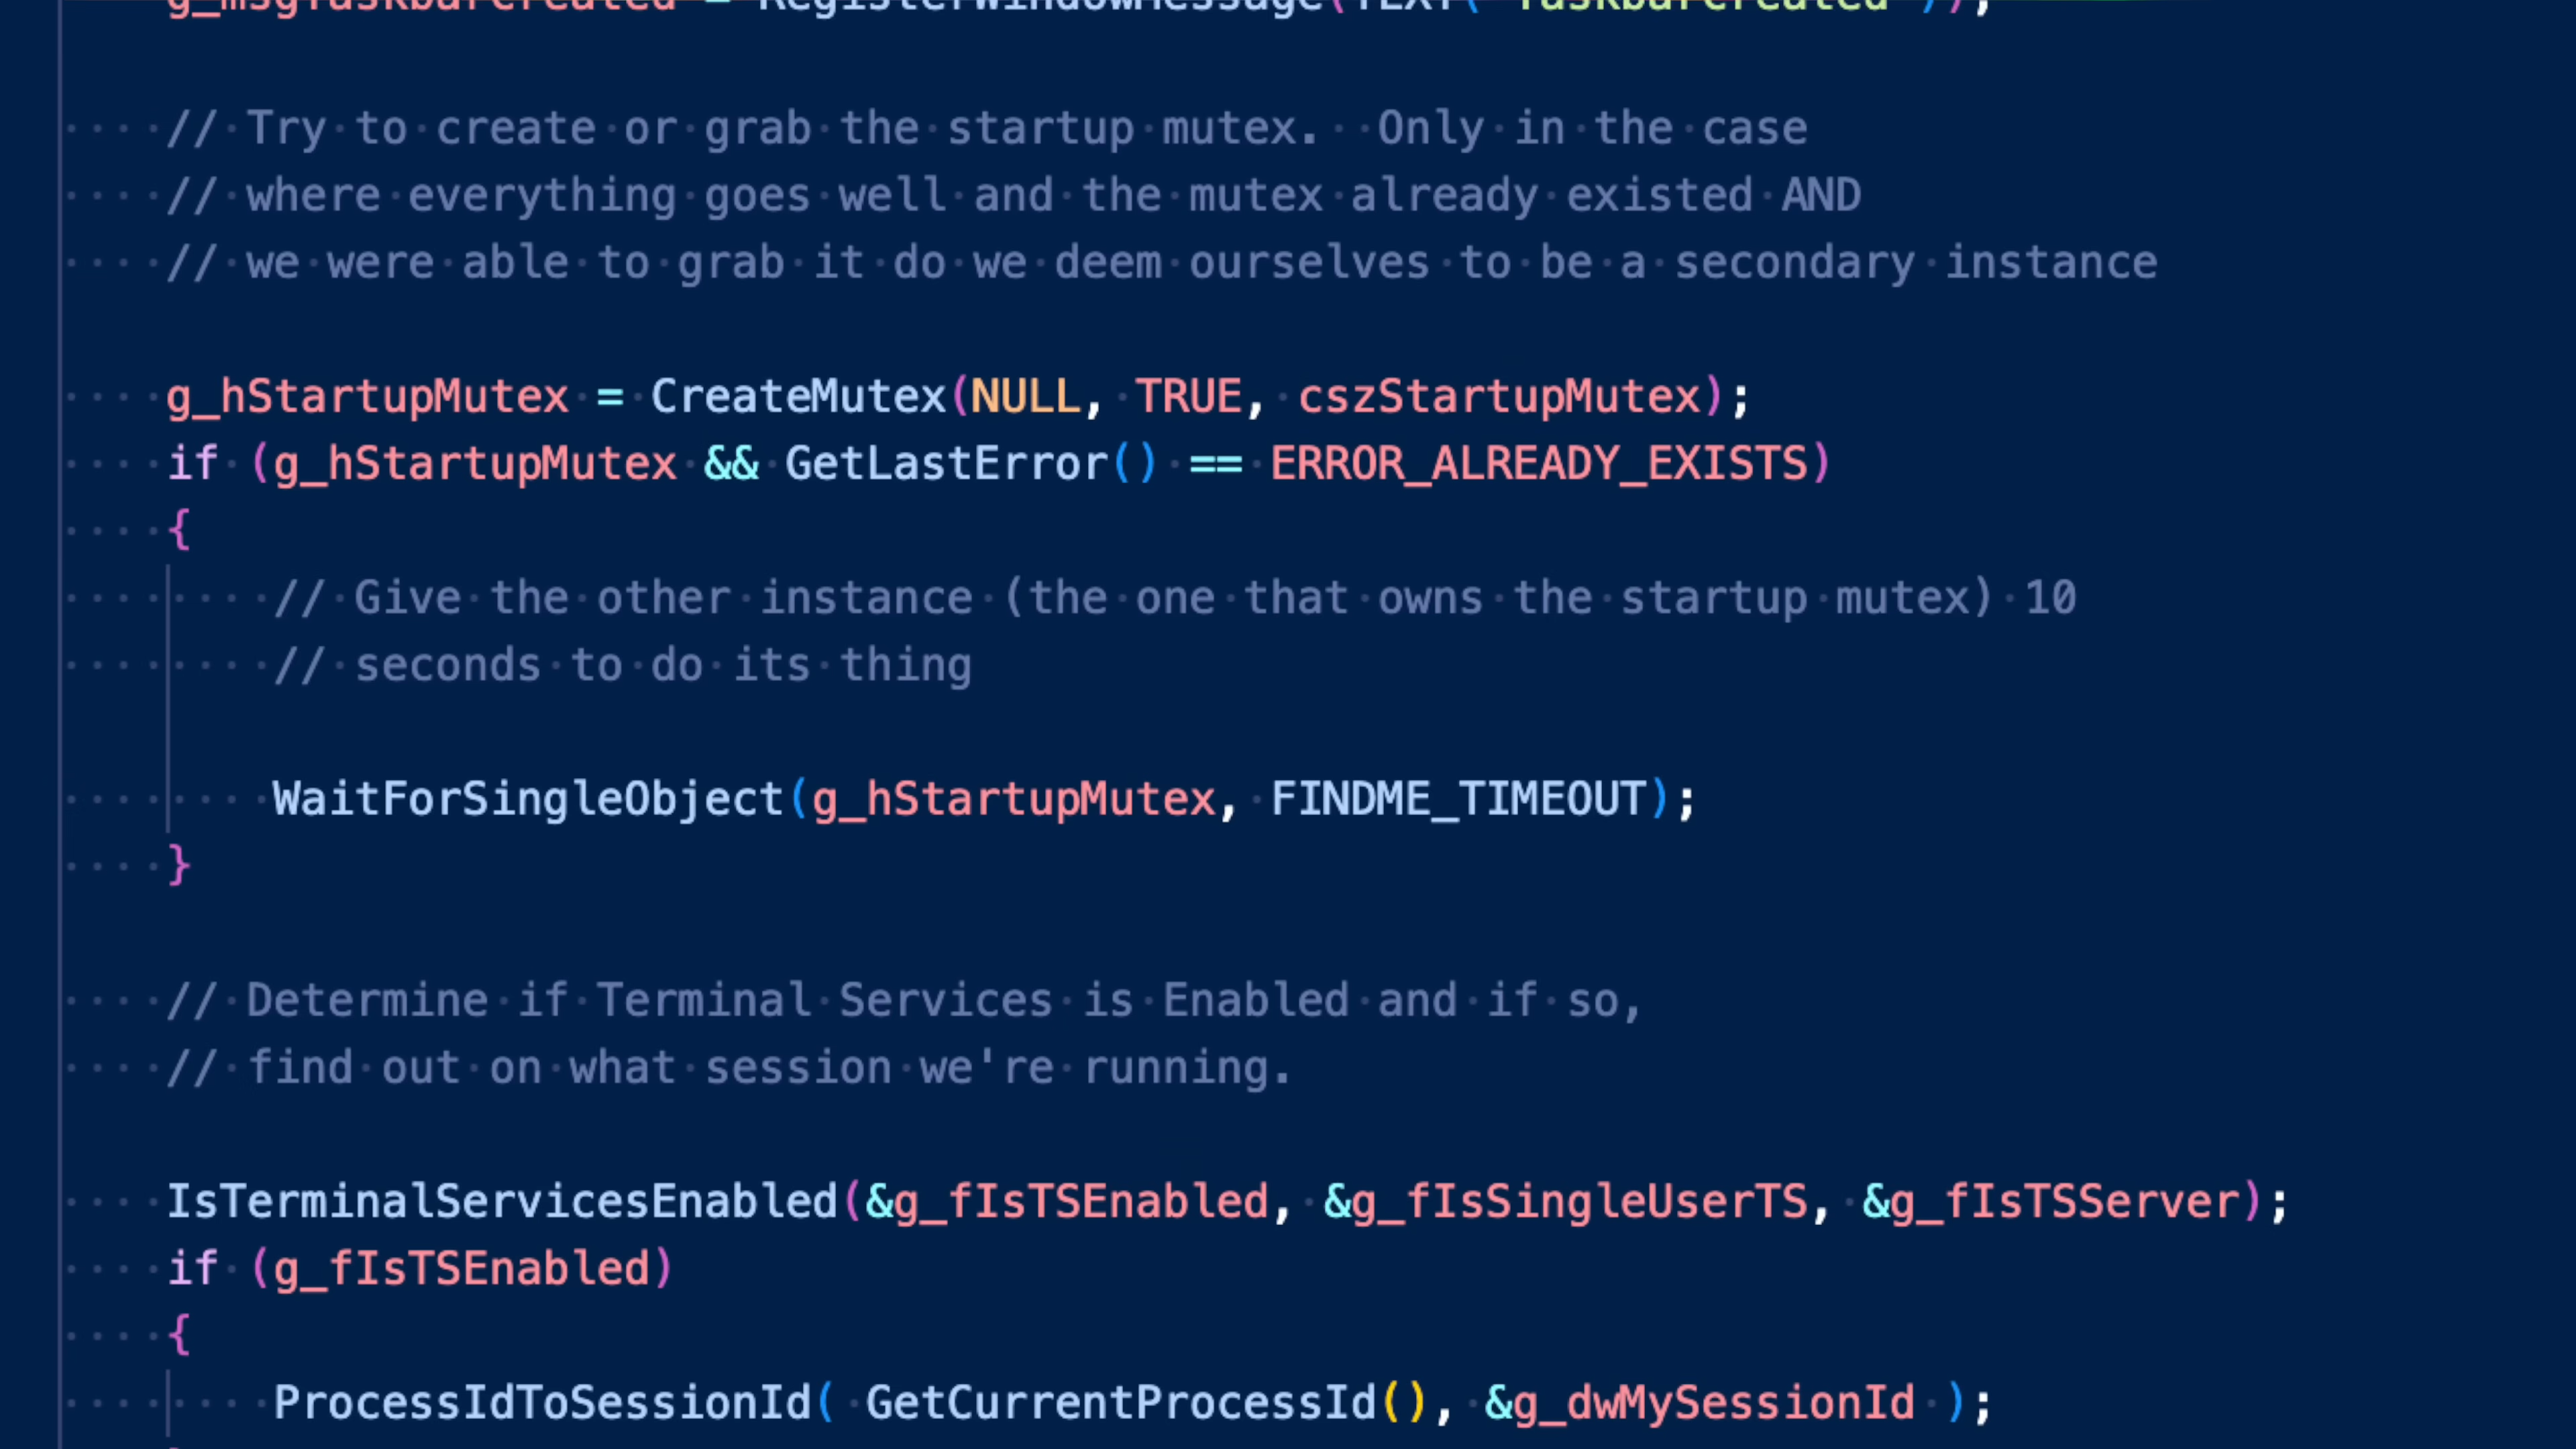 g_msgTaskbarCreated = RegisterWindowMessage(TEXT("TaskbarCreated"));
// Try to create or grab the startup mutex.  Only in the case
// where everything goes well and the mutex already existed AND
// we were able to grab it do we deem ourselves to be a secondary instance
g_hStartupMutex = CreateMutex(NULL, TRUE, cszStartupMutex);
if (g_hStartupMutex && GetLastError() == ERROR_ALREADY_EXISTS)
{
// Give the other instance (the one that owns the startup mutex) 10
// seconds to do its thing
WaitForSingleObject(g_hStartupMutex, FINDME_TIMEOUT);
}
// Determine if Terminal Services is Enabled and if so,
// find out on what session we're running.
IsTerminalServicesEnabled(&g_fIsTSEnabled, &g_fIsSingleUserTS, &g_fIsTSServer);
if (g_fIsTSEnabled)
{
ProcessIdToSessionId( GetCurrentProcessId(), &g_dwMySessionId );